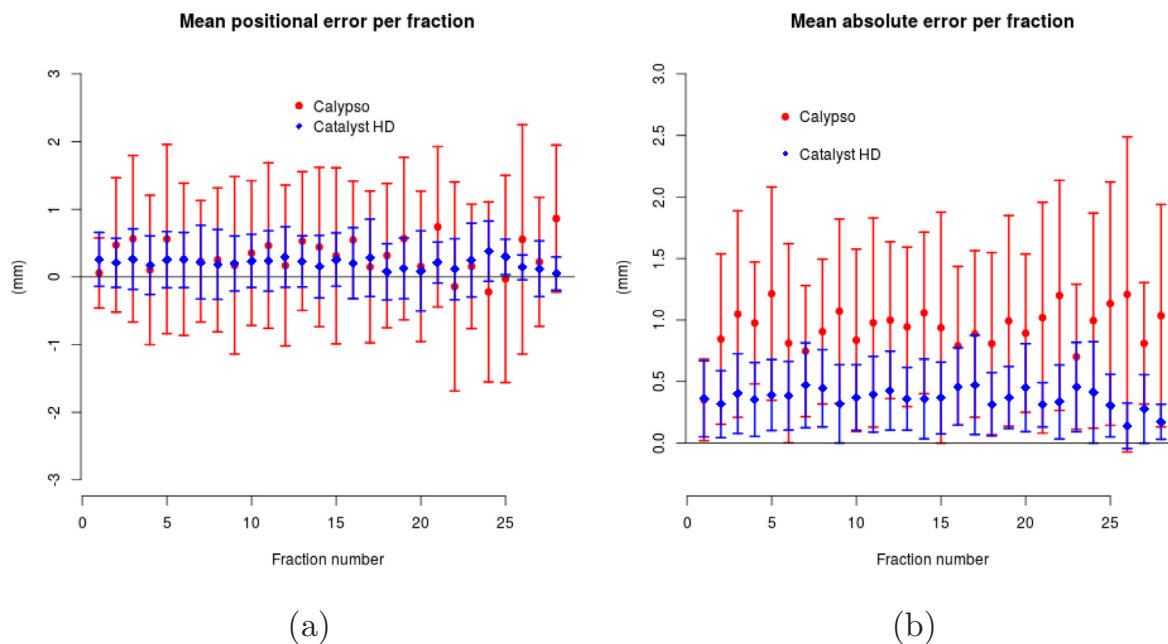 Mean positional error per fraction
3
2
1
0
-1
-2
-3
(mm)
Calypso
Catalyst HD
0 5 10 15 20 25
Fraction number
(a)
Mean absolute error per fraction
3.0
2.5
2.0
1.5
1.0
0.5
0.0
(mm)
Calypso
Catalyst HD
0 5 10 15 20 25
Fraction number
(b)